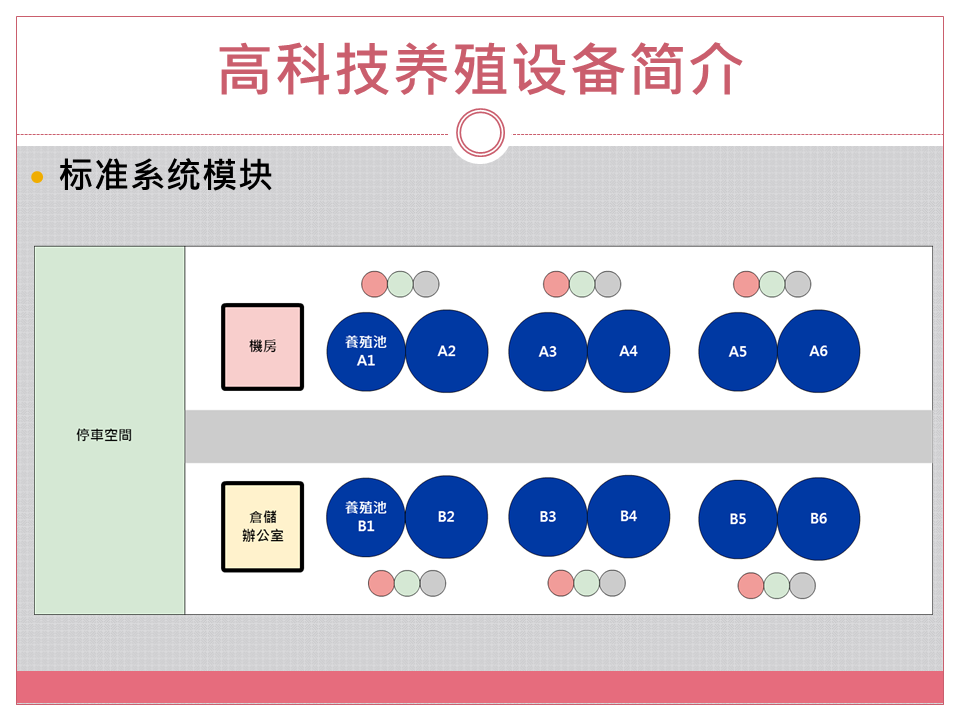 高科技养殖设备简介
标准系统模块
機房
養殖池
A1
A2
A3
A4
A5
A6
停車空間
倉儲
辦公室
養殖池
B1
B2
B3
B4
B5
B6